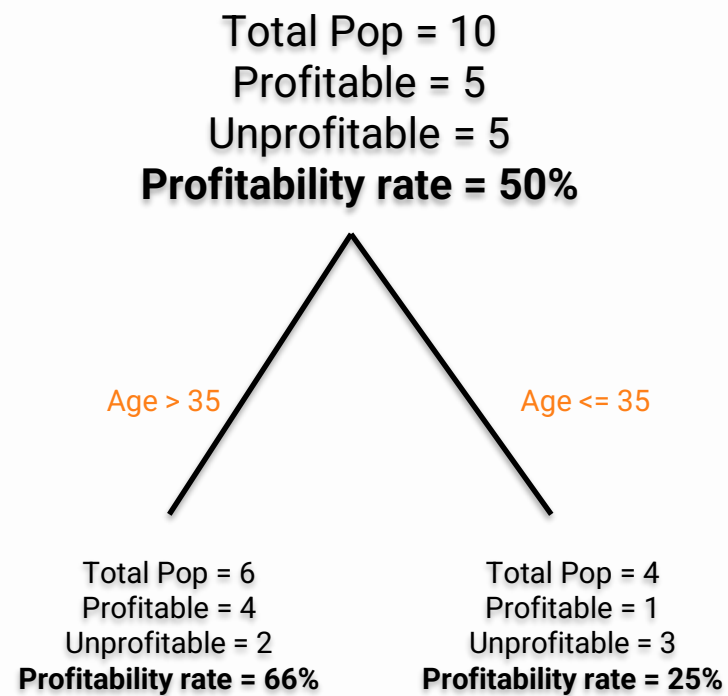 Total Pop = 10
Profitable = 5
Unprofitable = 5
Profitability rate = 50%
Age > 35
Age <= 35
Total Pop = 6
Profitable = 4
Unprofitable = 2
Profitability rate = 66%
Total Pop = 4
Profitable = 1
Unprofitable = 3
Profitability rate = 25%